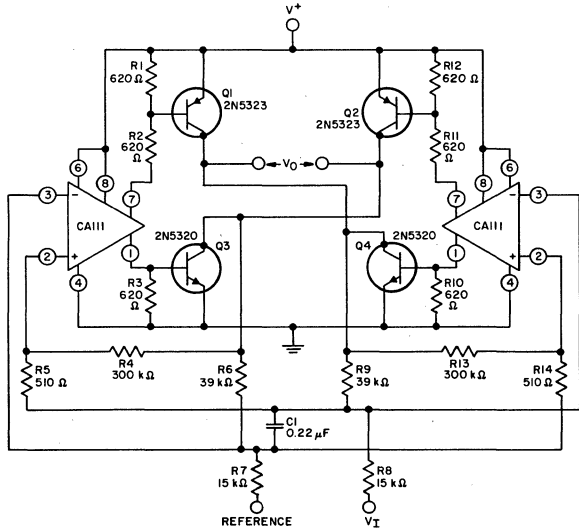 V+
R1
620 Ω
Q1
2N5323
R12
620 Ω
Q2
2N5323
R2
620
Ω
R11
620
Ω
VO
6
8
7
3
−
CA111
2
+
1
4
6
8
7
3
−
CA111
2
+
1
4
Q3
2N5320
Q4
R3
620
Ω
R10
620
Ω
R5
510
Ω
R4
300 kΩ
R6
39 kΩ
R9
39 kΩ
R13
300 kΩ
R14
510
Ω
C1
0.22 μF
R7
15 kΩ
R8
15 kΩ
REFERENCE
VI